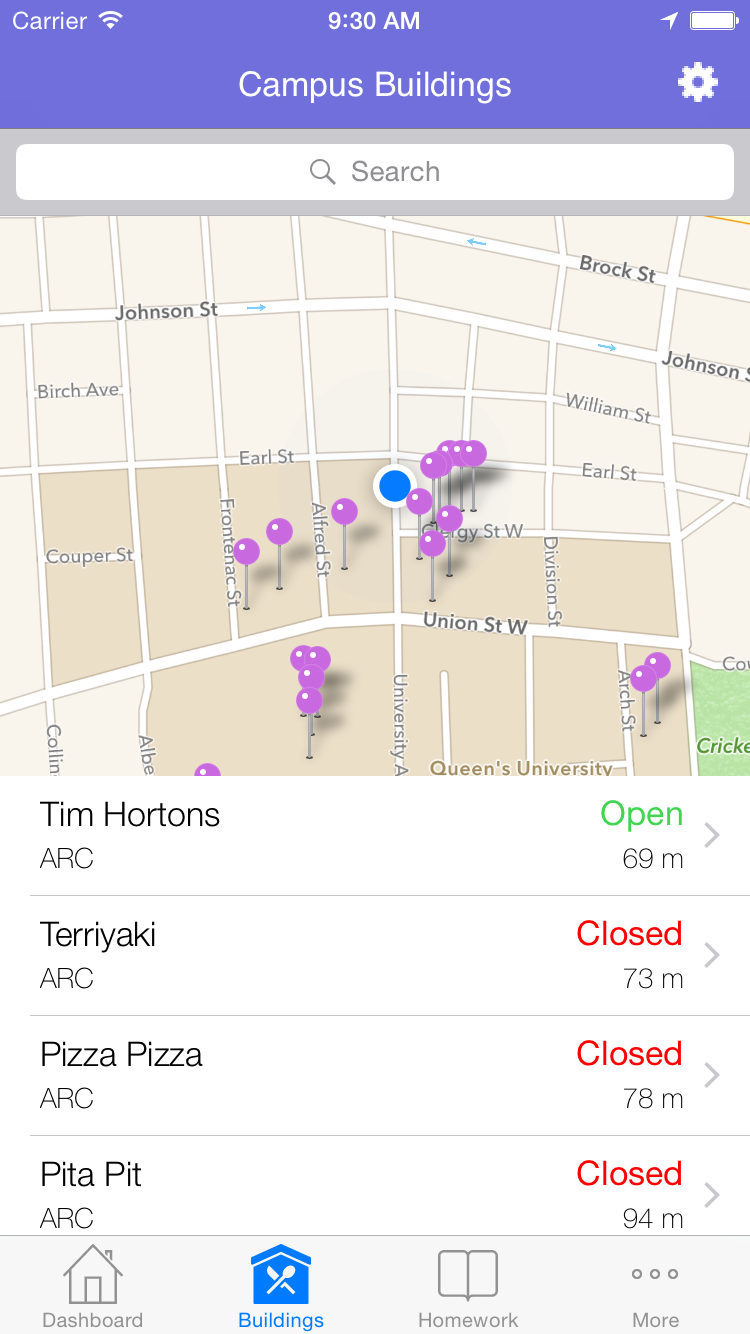 Carrier 9:30 AM
Campus Buildings
Search
Brock St
Johnson St
Johnson S
Birch Ave
William St
Earl St
Earl St
Frontenac St
Alfred St
Clergy St W
Couper St
Division St
Union St W
Cow
Arch St
University A
Collin
Albe
Cricke
Queen's University
Tim Hortons Open
ARC 69 m
Terriyaki Closed
ARC 73 m
Pizza Pizza Closed
ARC 78 m
Pita Pit Closed
ARC 94 m
Dashboard Buildings Homework More